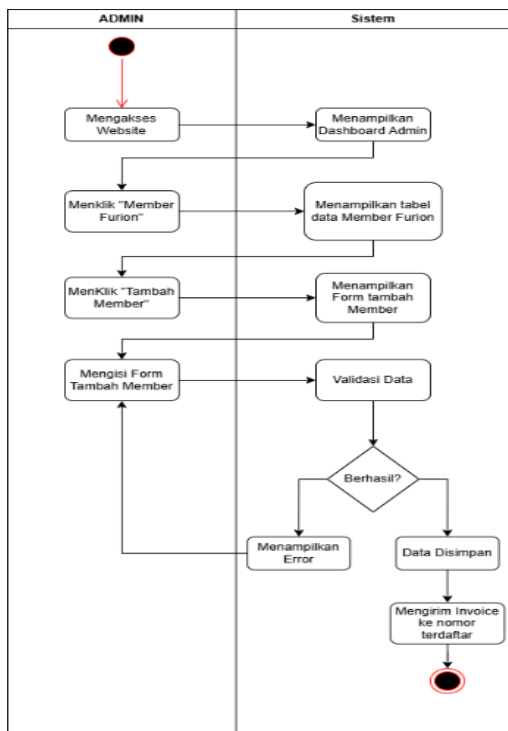 ADMIN
Sistem
Mengakses
Website
Menampilkan
Dashboard Admin
Menklik "Member
Furion"
Menampilkan tabel
data Member Furion
MenKlik "Tambah
Member"
Menampilkan
Form tambah
Member
Mengisi Form
Tambah Member
Validasi Data
Berhasil?
Menampilkan
Error
Data Disimpan
Mengirim Invoice
ke nomor
terdaftar